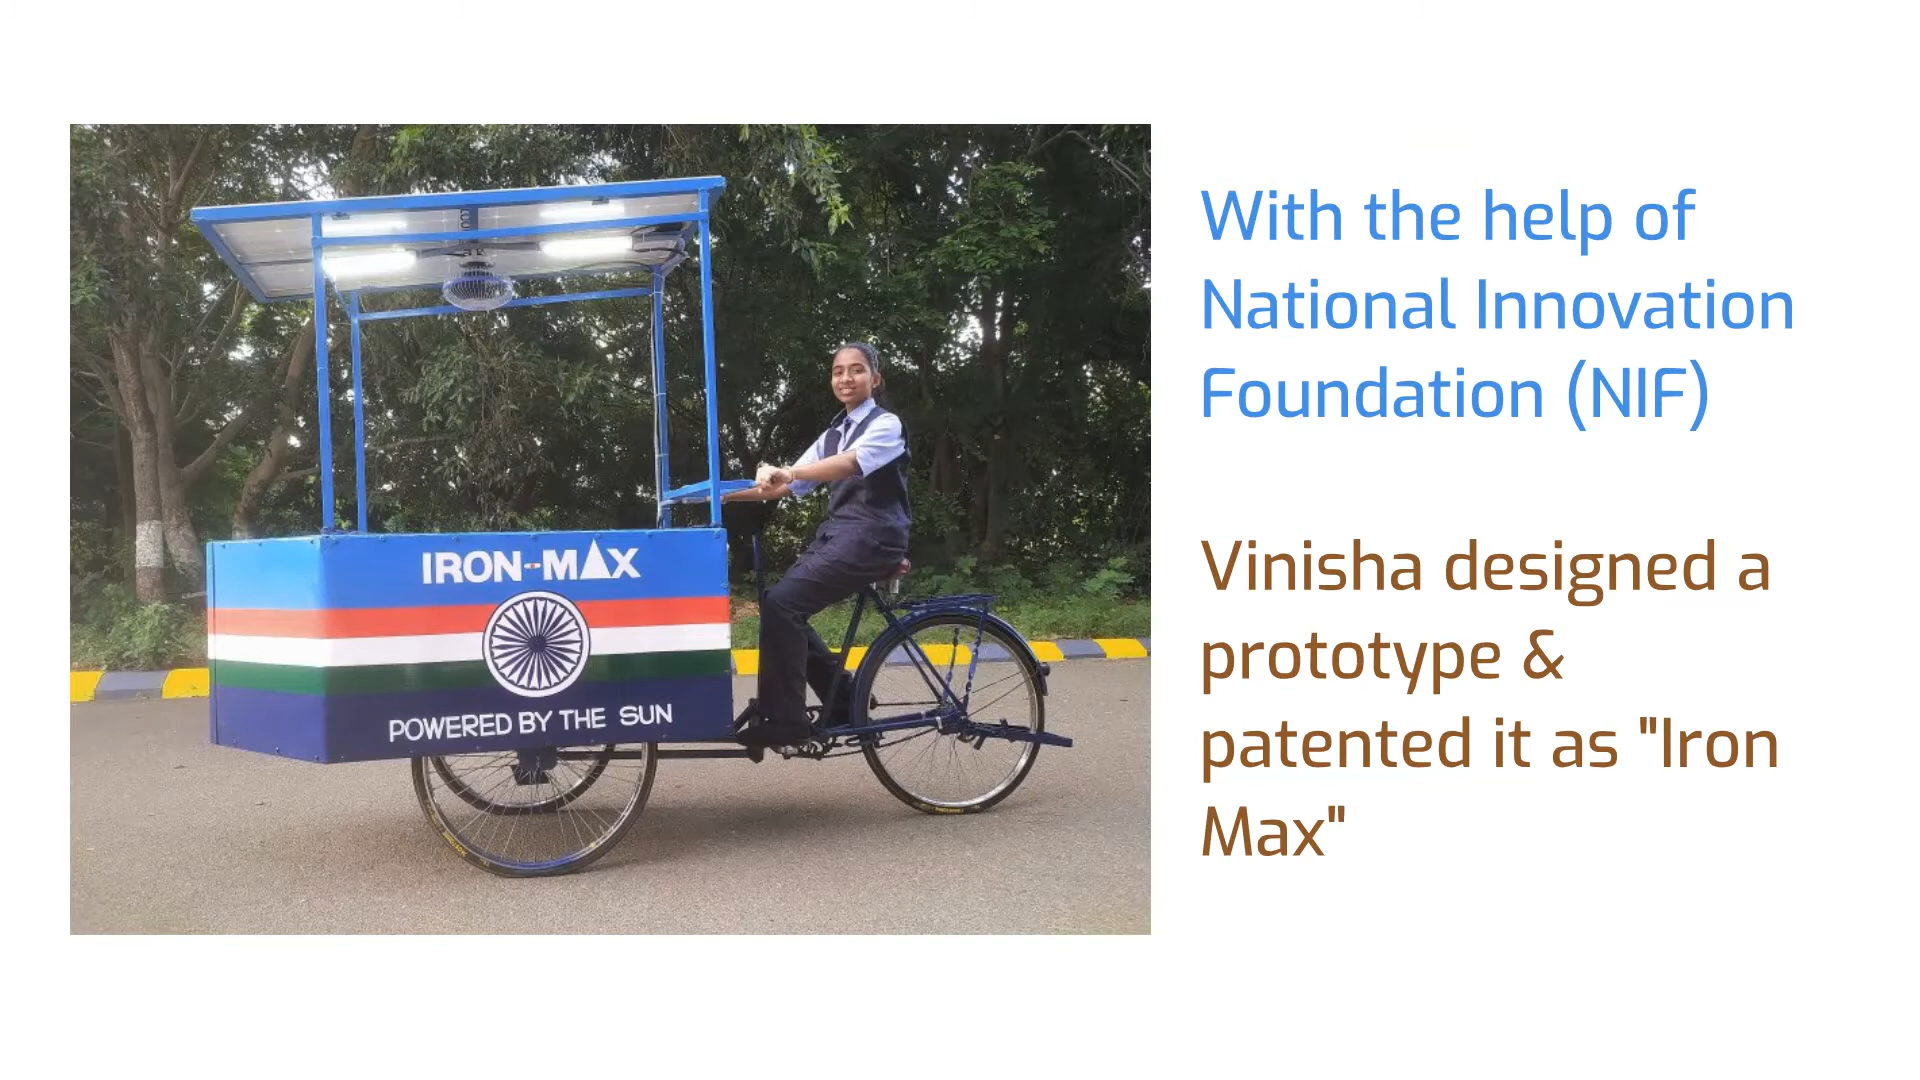 IRON-MAX
POWERED BY THE SUN
With the help of
National Innovation
Foundation (NIF)
Vinisha designed a
prototype &
patented it as "Iron
Max"